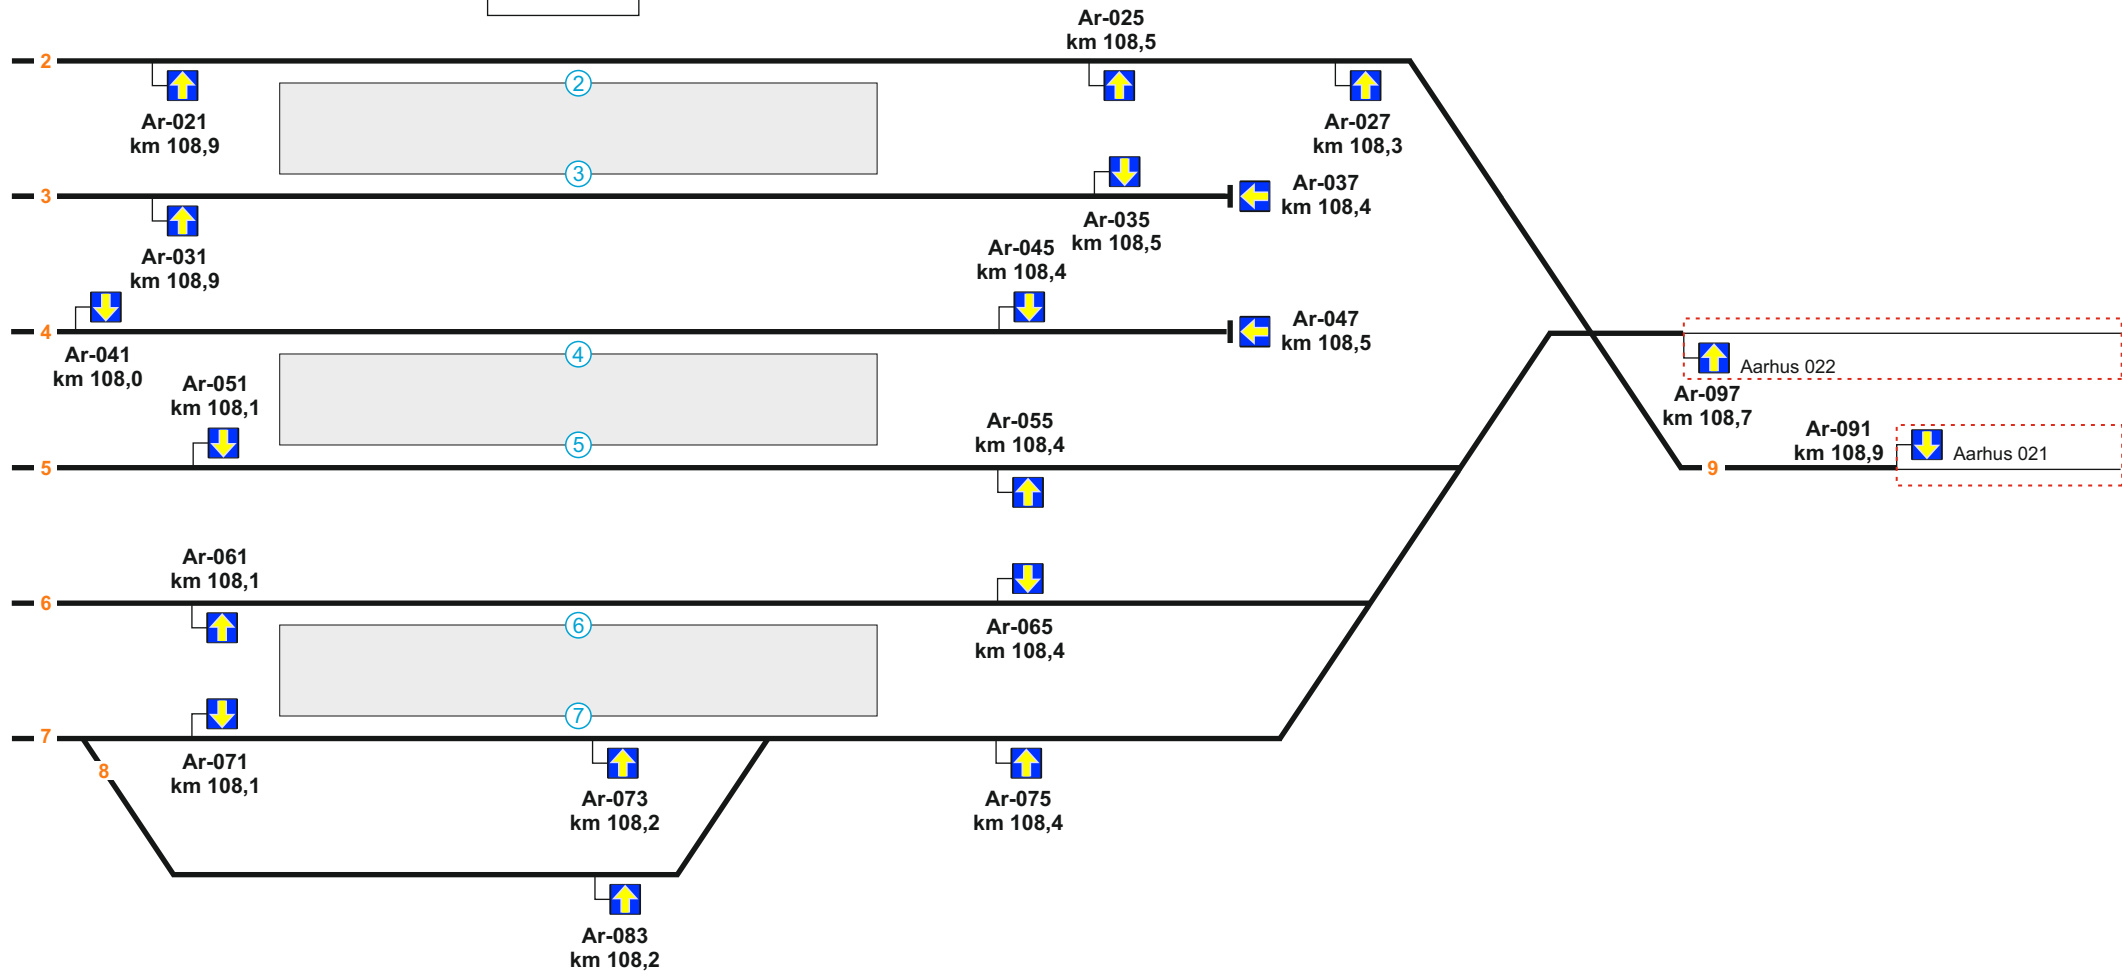 Ar-025
km 108,5
2
2
Ar-021
km 108,9
Ar-027
km 108,3
3
3
Ar-037
km 108,4
Ar-035
km 108,5
Ar-031
km 108,9
Ar-045
km 108,4
4
Ar-047
km 108,5
Ar-041
km 108,0
4
Aarhus 022
Ar-051
km 108,1
Ar-097
km 108,7
Ar-055
km 108,4
5
Ar-091
km 108,9
Aarhus 021
5
9
Ar-061
km 108,1
6
6
Ar-065
km 108,4
7
7
Ar-071
km 108,1
8
Ar-073
km 108,2
Ar-075
km 108,4
Ar-083
km 108,2